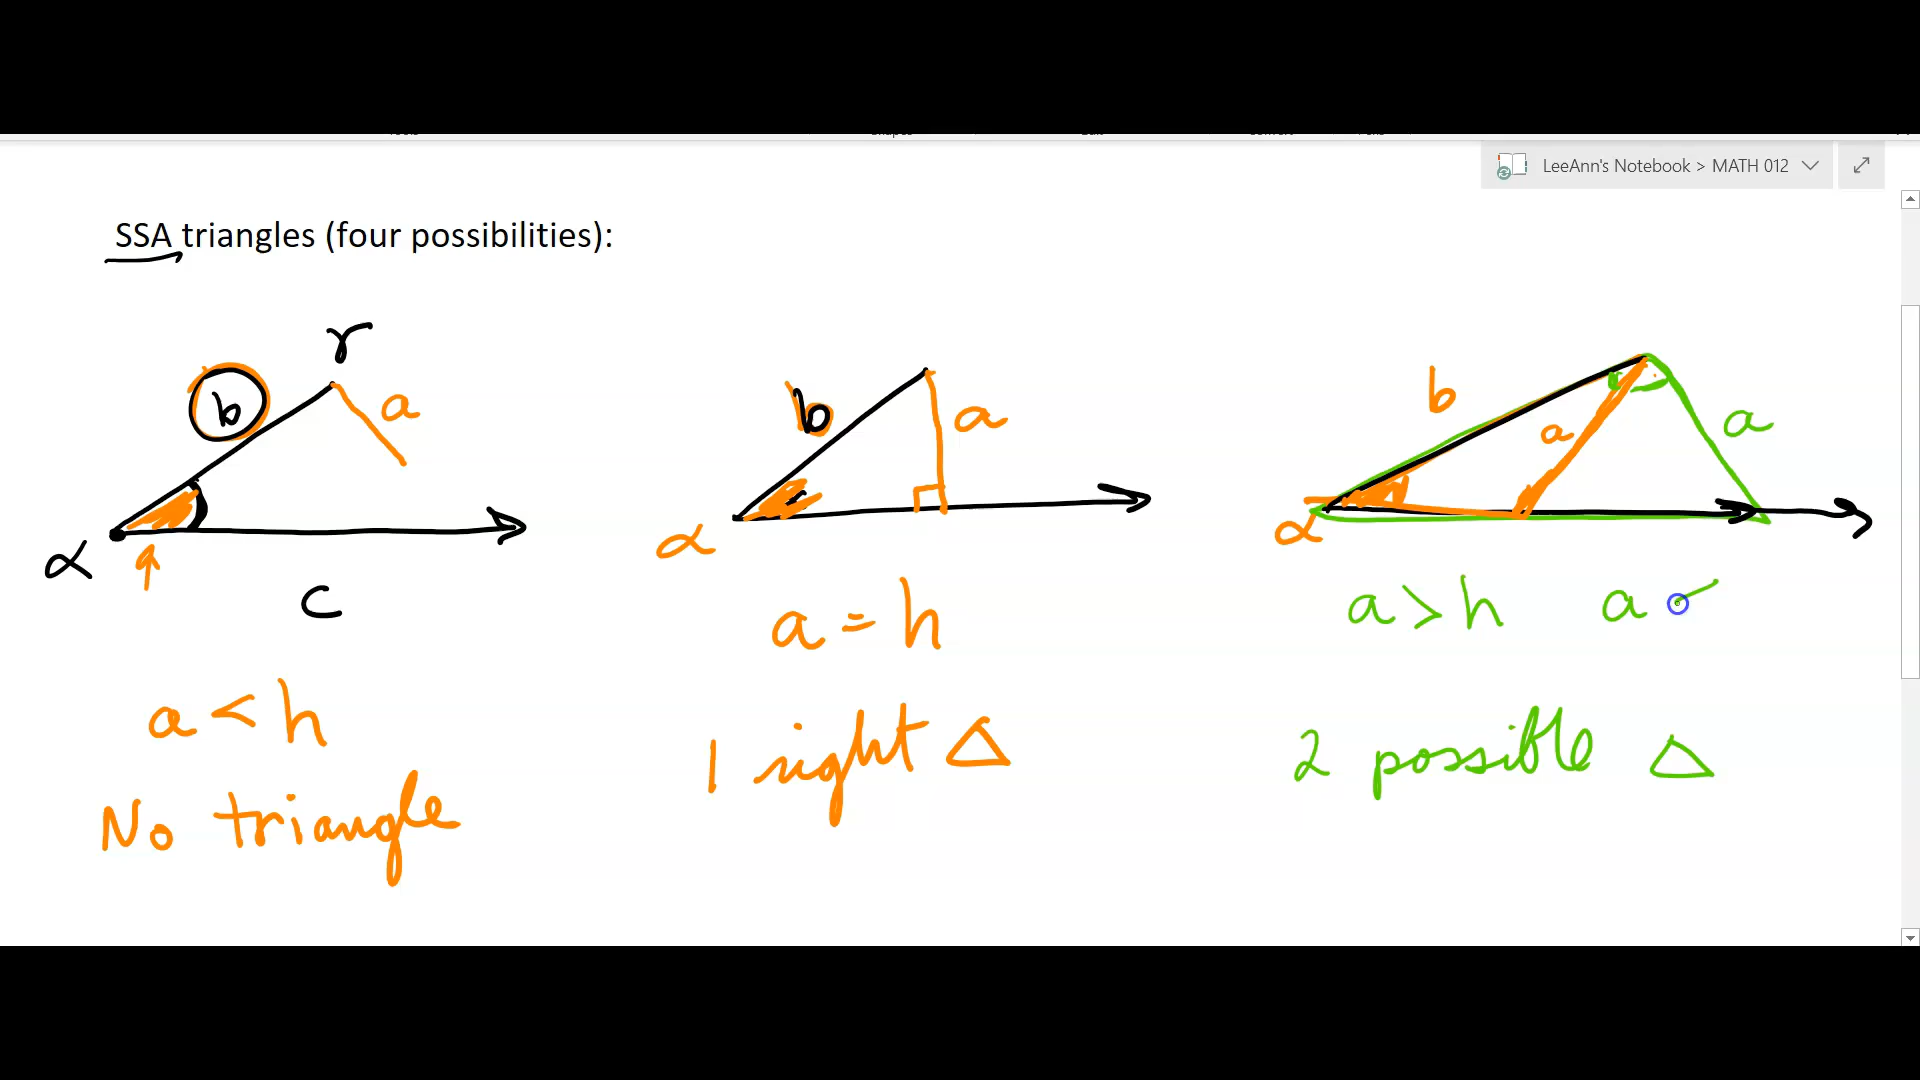 LeeAnn's Notebook > MATH 012
SSA triangles (four possibilities):
γ
b a
α
c
a < h
No triangle
b a
α
a = h
1 right △
b a a
α
a > h a <
2 possible △